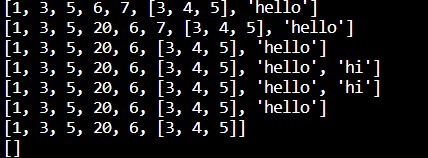 [1, 3, 5, 6, 7, [3, 4, 5], 'hello']
[1, 3, 5, 20, 6, 7, [3, 4, 5], 'hello']
[1, 3, 5, 20, 6, [3, 4, 5], 'hello']
[1, 3, 5, 20, 6, [3, 4, 5], 'hello', 'hi']
[1, 3, 5, 20, 6, [3, 4, 5], 'hello', 'hi']
[1, 3, 5, 20, 6, [3, 4, 5], 'hello']
[1, 3, 5, 20, 6, [3, 4, 5]]
[]